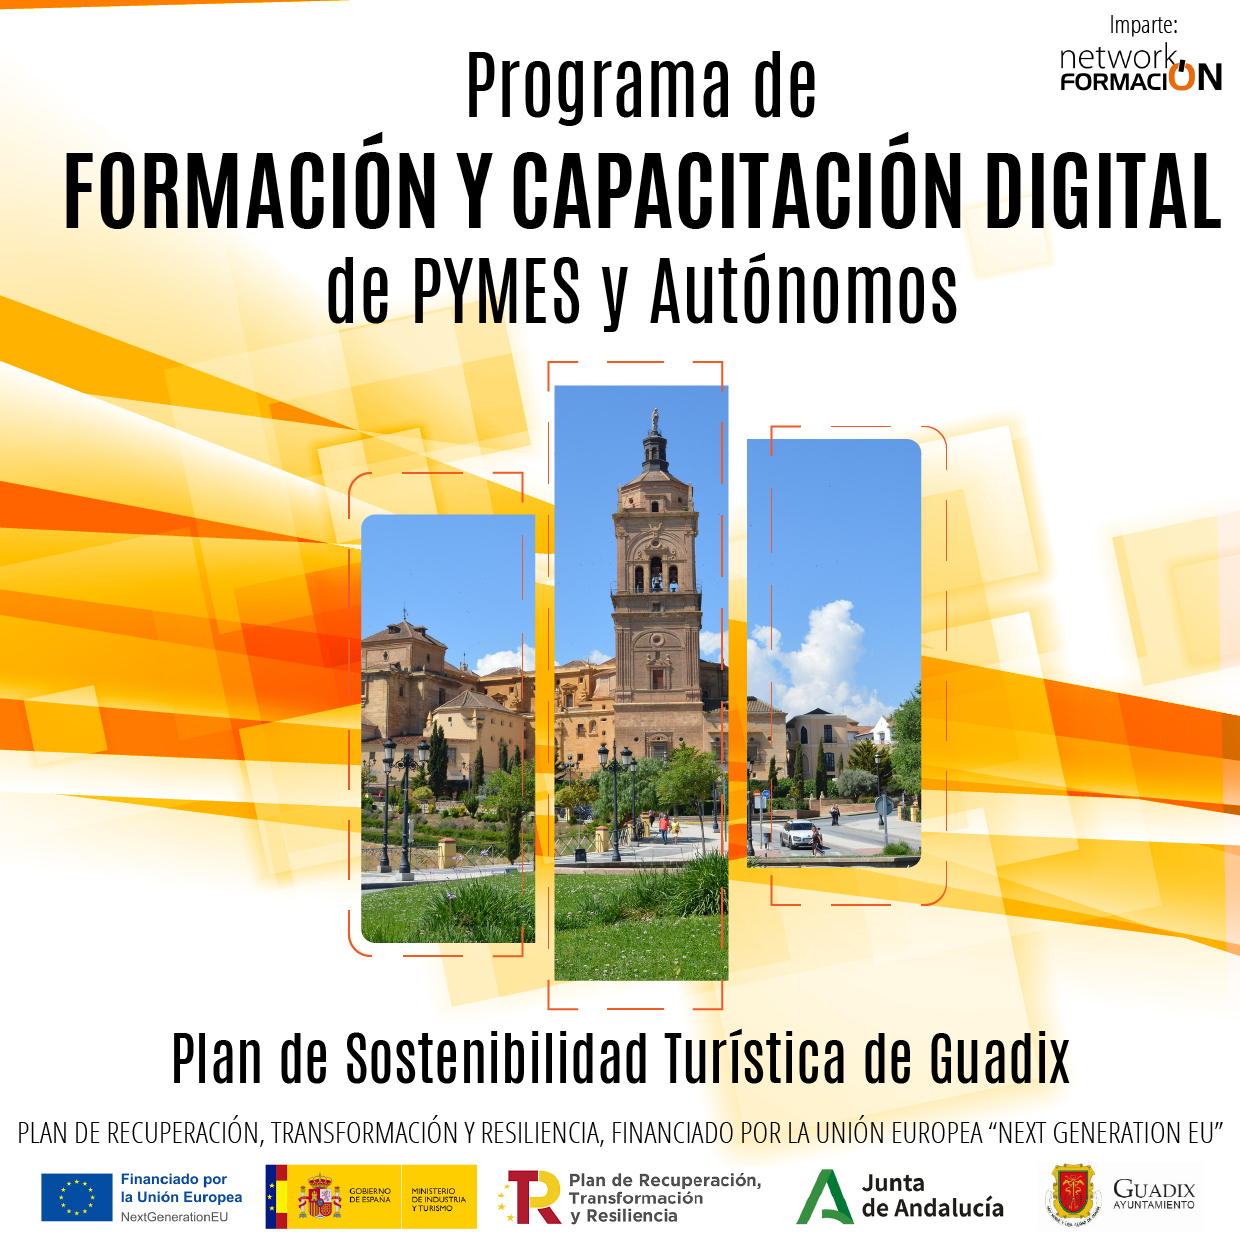 Imparte:
network
FORMACIÓN
Programa de
FORMACIÓN Y CAPACITACIÓN DIGITAL
de PYMES y Autónomos
Plan de Sostenibilidad Turística de Guadix
PLAN DE RECUPERACIÓN, TRANSFORMACIÓN Y RESILIENCIA, FINANCIADO POR LA UNIÓN EUROPEA “NEXT GENERATION EU”
Financiado por
la Unión Europea
NextGenerationEU
GOBIERNO
DE ESPAÑA
MINISTERIO
DE INDUSTRIA
Y TURISMO
TR
Plan de Recuperación,
Transformación
y Resiliencia
Junta
de Andalucía
GUADIX
AYUNTAMIENTO